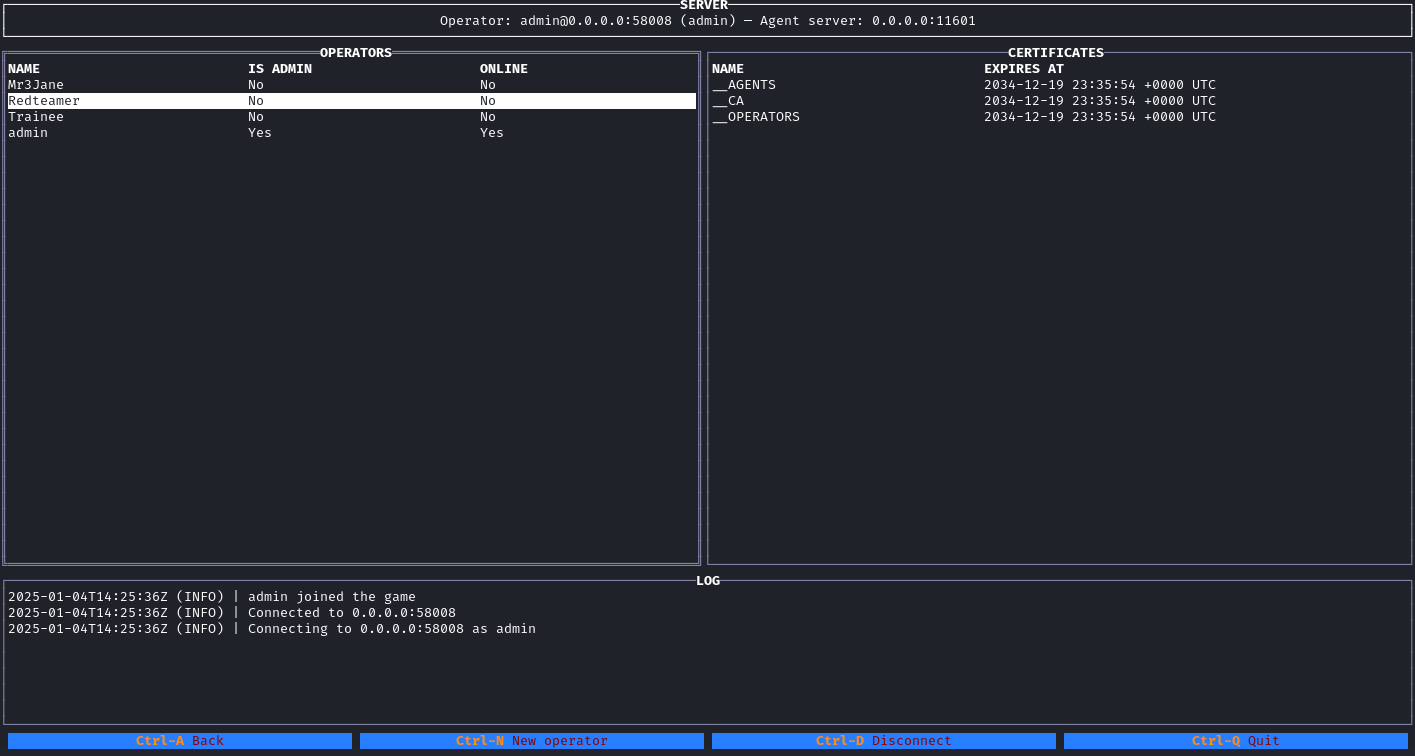 SERVER
Operator: admin@0.0.0.0:58008 (admin) — Agent server: 0.0.0.0:11601
OPERATORS
NAME IS ADMIN ONLINE
Mr3Jane No No
Redteamer No No
Trainee No No
admin Yes Yes
CERTIFICATES
NAME EXPIRES AT
__AGENTS 2034-12-19 23:35:54 +0000 UTC
__CA 2034-12-19 23:35:54 +0000 UTC
__OPERATORS 2034-12-19 23:35:54 +0000 UTC
LOG
2025-01-04T14:25:36Z (INFO) | admin joined the game
2025-01-04T14:25:36Z (INFO) | Connected to 0.0.0.0:58008
2025-01-04T14:25:36Z (INFO) | Connecting to 0.0.0.0:58008 as admin
Ctrl-A Back Ctrl-N New operator Ctrl-D Disconnect Ctrl-Q Quit